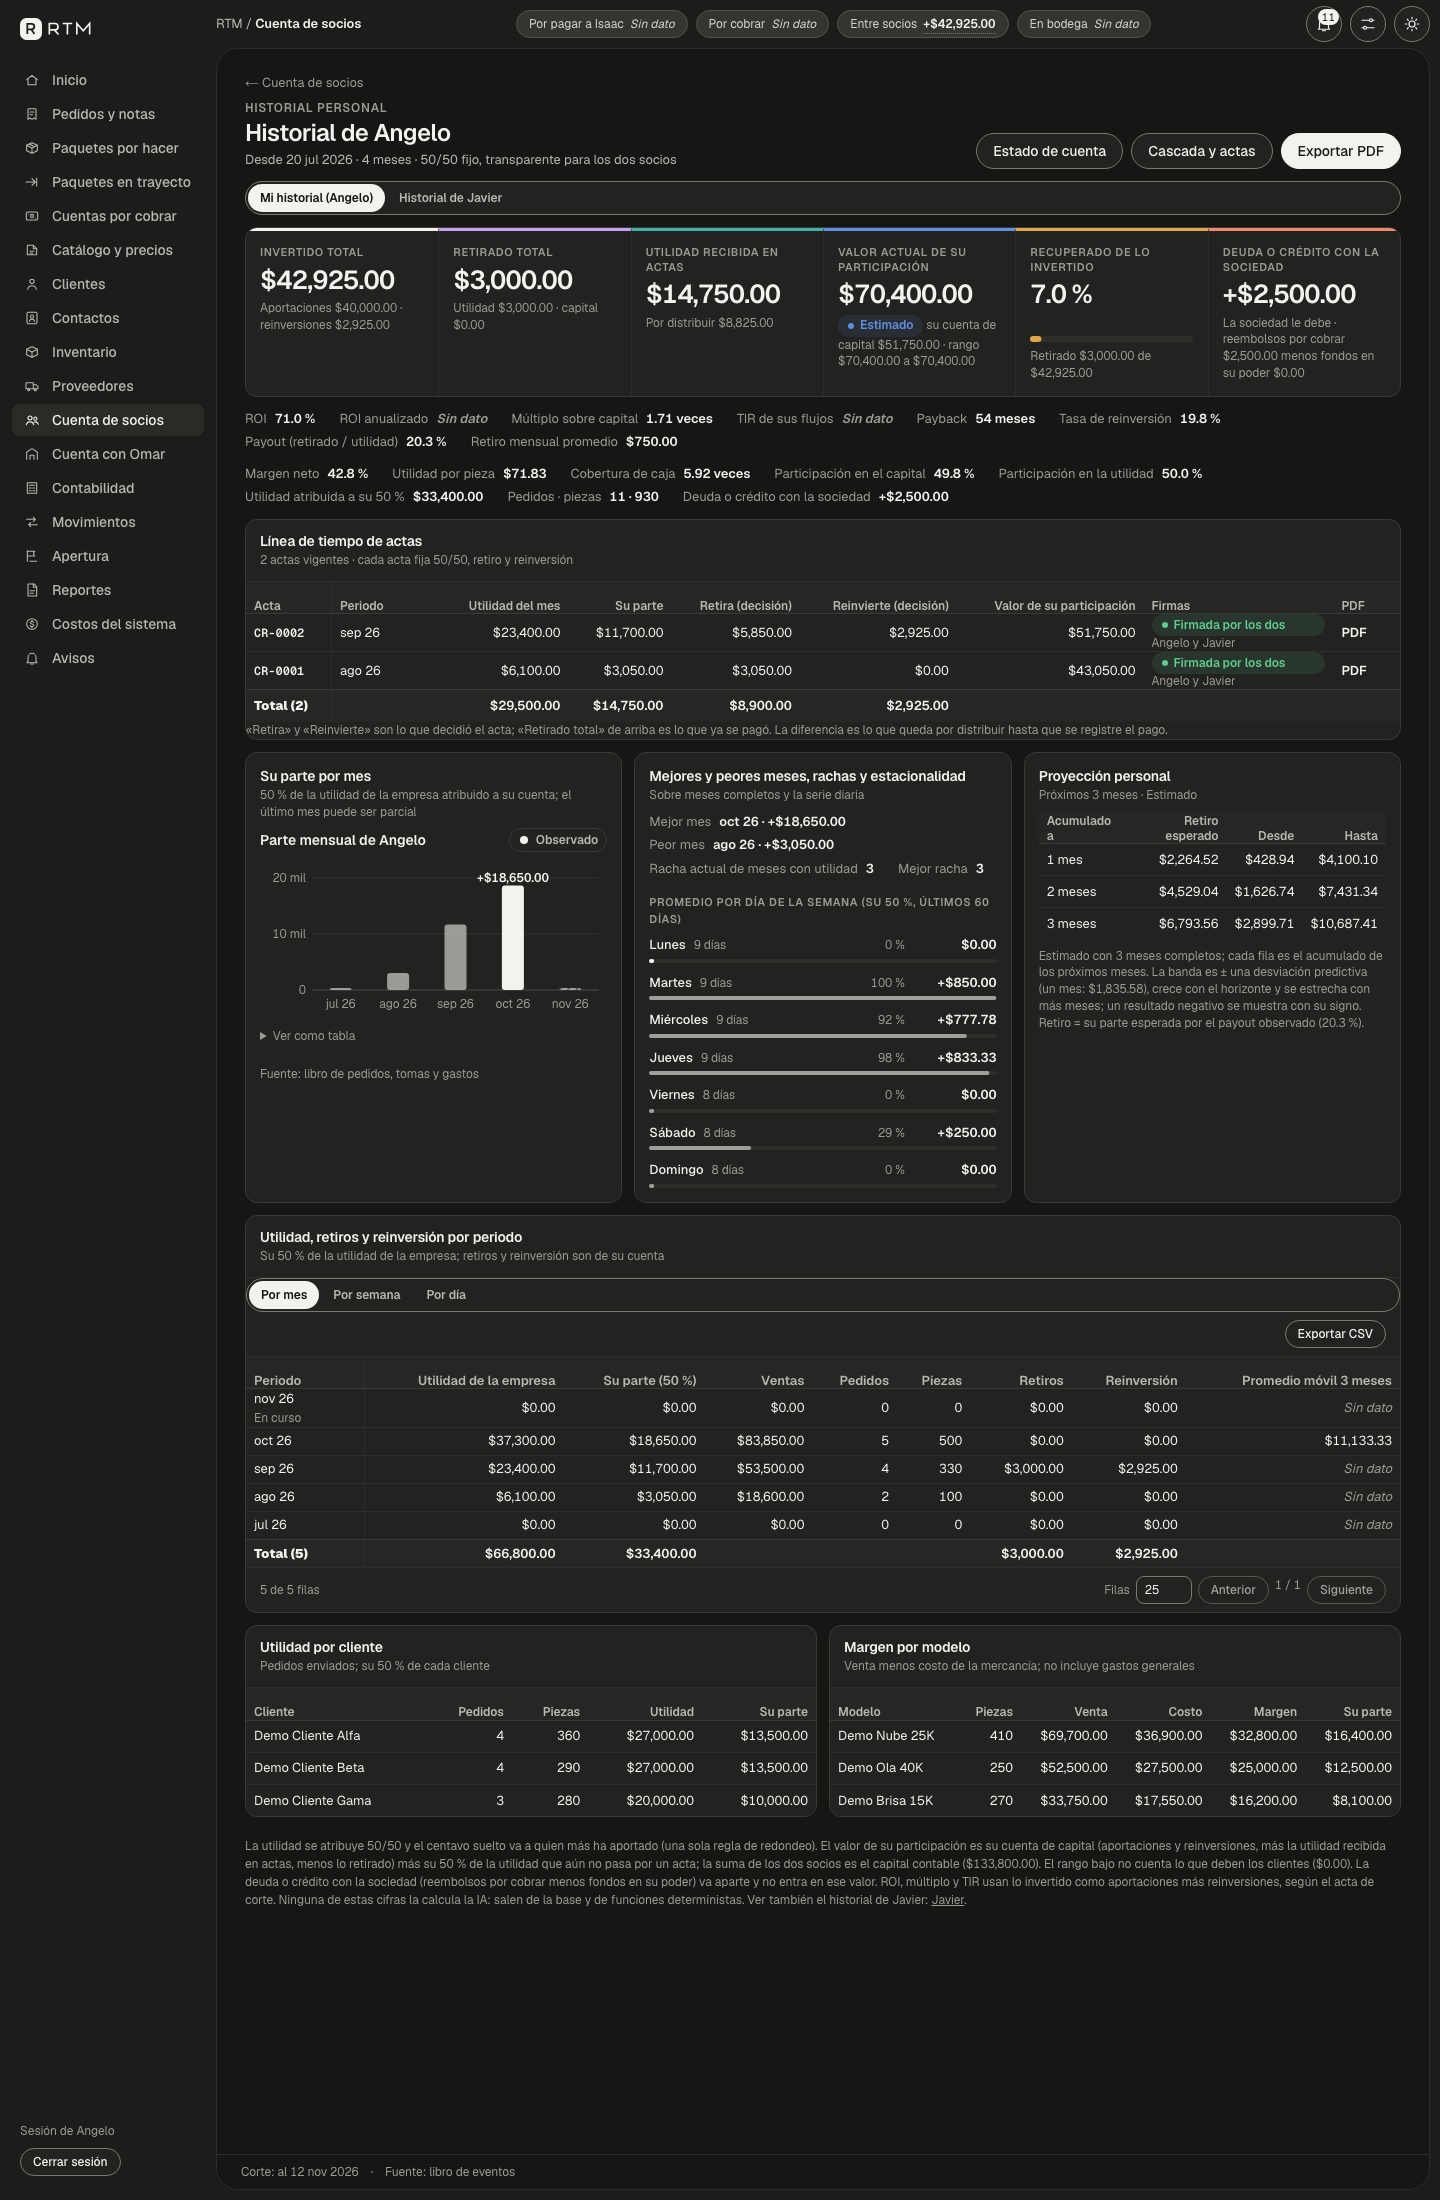 R RTM
RTM / Cuenta de socios
Por pagar a Isaac Sin dato
Por cobrar Sin dato
Entre socios +$42,925.00
En bodega Sin dato
11
Inicio
Pedidos y notas
Paquetes por hacer
Paquetes en trayecto
Cuentas por cobrar
Catálogo y precios
Clientes
Contactos
Inventario
Proveedores
Cuenta de socios
Cuenta con Omar
Contabilidad
Movimientos
Apertura
Reportes
Costos del sistema
Avisos
Sesión de Angelo
Cerrar sesión
← Cuenta de socios
HISTORIAL PERSONAL
Historial de Angelo
Desde 20 jul 2026 · 4 meses · 50/50 fijo, transparente para los dos socios
Estado de cuenta
Cascada y actas
Exportar PDF
Mi historial (Angelo) Historial de Javier
INVERTIDO TOTAL
$42,925.00
Aportaciones $40,000.00 ·
reinversiones $2,925.00
RETIRADO TOTAL
$3,000.00
Utilidad $3,000.00 · capital
$0.00
UTILIDAD RECIBIDA EN
ACTAS
$14,750.00
Por distribuir $8,825.00
VALOR ACTUAL DE SU
PARTICIPACIÓN
$70,400.00
Estimado su cuenta de
capital $51,750.00 · rango
$70,400.00 a $70,400.00
RECUPERADO DE LO
INVERTIDO
7.0 %
Retirado $3,000.00 de
$42,925.00
DEUDA O CRÉDITO CON LA
SOCIEDAD
+$2,500.00
La sociedad le debe ·
reembolsos por cobrar
$2,500.00 menos fondos en
su poder $0.00
ROI 71.0 % ROI anualizado Sin dato Múltiplo sobre capital 1.71 veces TIR de sus flujos Sin dato Payback 54 meses Tasa de reinversión 19.8 %
Payout (retirado / utilidad) 20.3 % Retiro mensual promedio $750.00
Margen neto 42.8 % Utilidad por pieza $71.83 Cobertura de caja 5.92 veces Participación en el capital 49.8 % Participación en la utilidad 50.0 %
Utilidad atribuida a su 50 % $33,400.00 Pedidos · piezas 11 · 930 Deuda o crédito con la sociedad +$2,500.00
Línea de tiempo de actas
2 actas vigentes · cada acta fija 50/50, retiro y reinversión
Acta Periodo Utilidad del mes Su parte Retira (decisión) Reinvierte (decisión) Valor de su participación Firmas PDF
CR-0002 sep 26 $23,400.00 $11,700.00 $5,850.00 $2,925.00 $51,750.00 Firmada por los dos PDF
Angelo y Javier
CR-0001 ago 26 $6,100.00 $3,050.00 $3,050.00 $0.00 $43,050.00 Firmada por los dos PDF
Angelo y Javier
Total (2) $29,500.00 $14,750.00 $8,900.00 $2,925.00
«Retira» y «Reinvierte» son lo que decidió el acta; «Retirado total» de arriba es lo que ya se pagó. La diferencia es lo que queda por distribuir hasta que se registre el pago.
Su parte por mes
50 % de la utilidad de la empresa atribuido a su cuenta; el
último mes puede ser parcial
Parte mensual de Angelo Observado
20 mil
+$18,650.00
10 mil
0
jul 26 ago 26 sep 26 oct 26 nov 26
▶ Ver como tabla
Fuente: libro de pedidos, tomas y gastos
Mejores y peores meses, rachas y estacionalidad
Sobre meses completos y la serie diaria
Mejor mes oct 26 · +$18,650.00
Peor mes ago 26 · +$3,050.00
Racha actual de meses con utilidad 3 Mejor racha 3
PROMEDIO POR DÍA DE LA SEMANA (SU 50 %, ÚLTIMOS 60
DÍAS)
Lunes 9 días 0 % $0.00
Martes 9 días 100 % +$850.00
Miércoles 9 días 92 % +$777.78
Jueves 9 días 98 % +$833.33
Viernes 8 días 0 % $0.00
Sábado 8 días 29 % +$250.00
Domingo 8 días 0 % $0.00
Proyección personal
Próximos 3 meses · Estimado
Acumulado a Retiro esperado Desde Hasta
1 mes $2,264.52 $428.94 $4,100.10
2 meses $4,529.04 $1,626.74 $7,431.34
3 meses $6,793.56 $2,899.71 $10,687.41
Estimado con 3 meses completos; cada fila es el acumulado de
los próximos meses. La banda es ± una desviación predictiva
(un mes: $1,835.58), crece con el horizonte y se estrecha con
más meses; un resultado negativo se muestra con su signo.
Retiro = su parte esperada por el payout observado (20.3 %).
Utilidad, retiros y reinversión por periodo
Su 50 % de la utilidad de la empresa; retiros y reinversión son de su cuenta
Por mes Por semana Por día
Exportar CSV
Periodo Utilidad de la empresa Su parte (50 %) Ventas Pedidos Piezas Retiros Reinversión Promedio móvil 3 meses
nov 26
En curso $0.00 $0.00 $0.00 0 0 $0.00 $0.00 Sin dato
oct 26 $37,300.00 $18,650.00 $83,850.00 5 500 $0.00 $0.00 $11,133.33
sep 26 $23,400.00 $11,700.00 $53,500.00 4 330 $3,000.00 $2,925.00 Sin dato
ago 26 $6,100.00 $3,050.00 $18,600.00 2 100 $0.00 $0.00 Sin dato
jul 26 $0.00 $0.00 $0.00 0 0 $0.00 $0.00 Sin dato
Total (5) $66,800.00 $33,400.00 $3,000.00 $2,925.00
5 de 5 filas Filas 25 Anterior 1 / 1 Siguiente
Utilidad por cliente
Pedidos enviados; su 50 % de cada cliente
Cliente Pedidos Piezas Utilidad Su parte
Demo Cliente Alfa 4 360 $27,000.00 $13,500.00
Demo Cliente Beta 4 290 $27,000.00 $13,500.00
Demo Cliente Gama 3 280 $20,000.00 $10,000.00
Margen por modelo
Venta menos costo de la mercancía; no incluye gastos generales
Modelo Piezas Venta Costo Margen Su parte
Demo Nube 25K 410 $69,700.00 $36,900.00 $32,800.00 $16,400.00
Demo Ola 40K 250 $52,500.00 $27,500.00 $25,000.00 $12,500.00
Demo Brisa 15K 270 $33,750.00 $17,550.00 $16,200.00 $8,100.00
La utilidad se atribuye 50/50 y el centavo suelto va a quien más ha aportado (una sola regla de redondeo). El valor de su participación es su cuenta de capital (aportaciones y reinversiones, más la utilidad recibida
en actas, menos lo retirado) más su 50 % de la utilidad que aún no pasa por un acta; la suma de los dos socios es el capital contable ($133,800.00). El rango bajo no cuenta lo que deben los clientes ($0.00). La
deuda o crédito con la sociedad (reembolsos por cobrar menos fondos en su poder) va aparte y no entra en ese valor. ROI, múltiplo y TIR usan lo invertido como aportaciones más reinversiones, según el acta de
corte. Ninguna de estas cifras la calcula la IA: salen de la base y de funciones deterministas. Ver también el historial de Javier: Javier.
Corte: al 12 nov 2026 · Fuente: libro de eventos